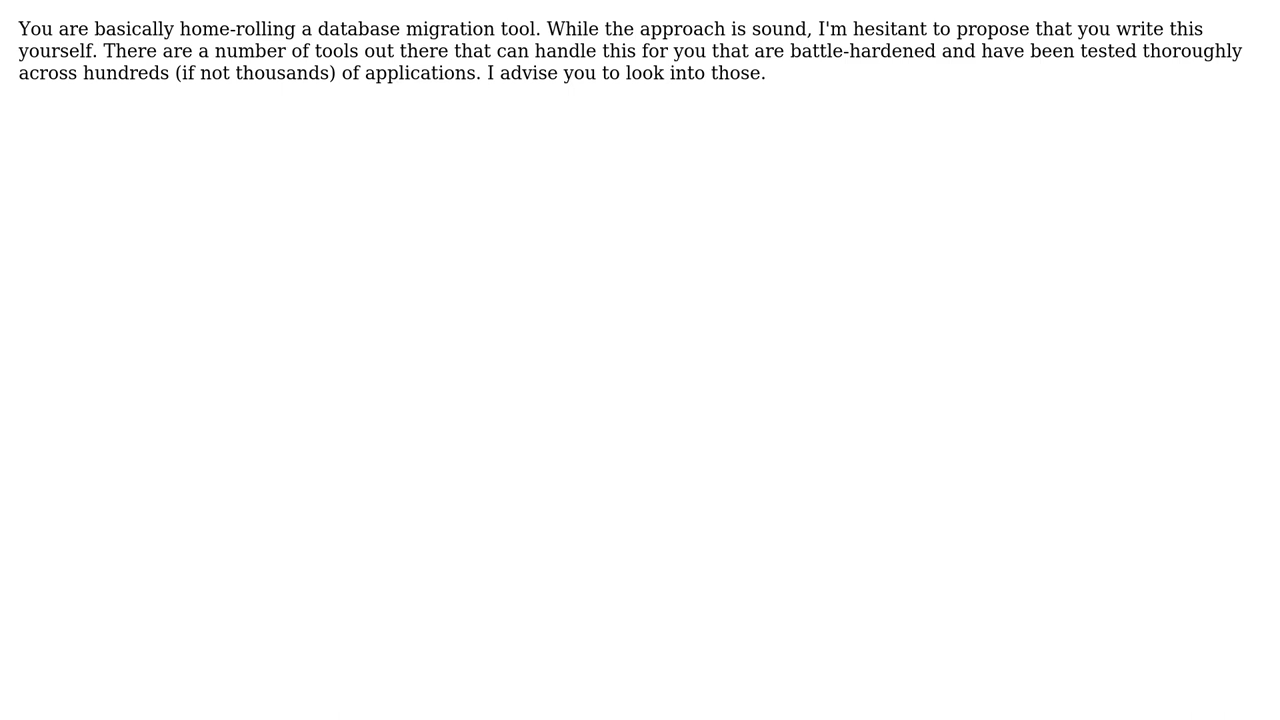 You are basically home-rolling a database migration tool. While the approach is sound, I'm hesitant to propose that you write this
yourself. There are a number of tools out there that can handle this for you that are battle-hardened and have been tested thoroughly
across hundreds (if not thousands) of applications. I advise you to look into those.